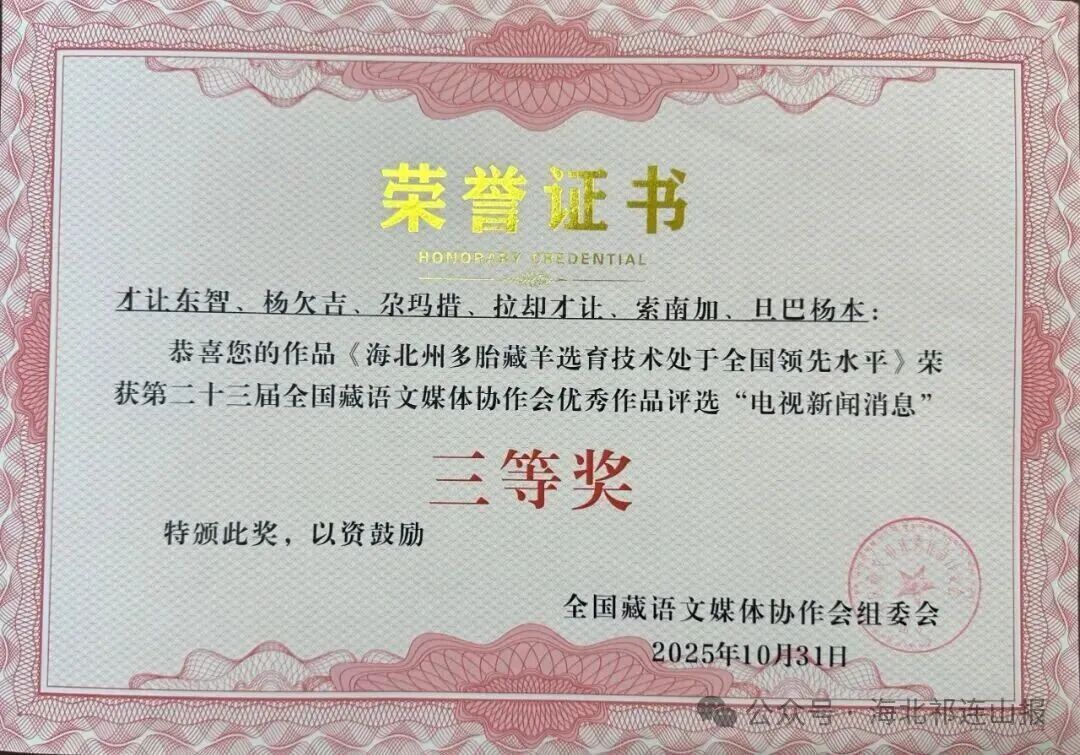 荣誉证书
HONORARY CREDENTIAL
才让东智、杨欠吉、尕玛措、拉却才让、索南加、旦巴杨本：
恭喜您的作品《海北州多胎藏羊选育技术处于全国领先水平》荣
获第二十三届全国藏语文媒体协作会优秀作品评选“电视新闻消息”
三等奖
特颁此奖，以资鼓励
全国藏语文媒体协作会组委会
2025年10月31日
公众号·海北祁连山报